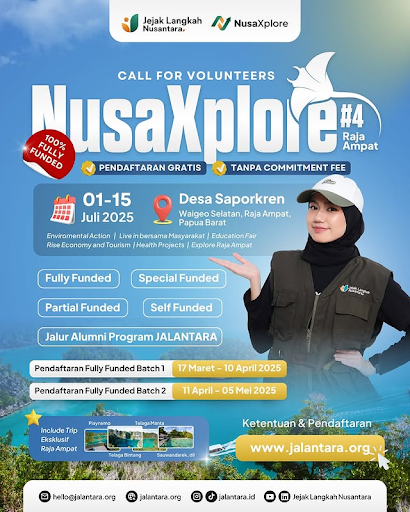 Jejak Langkah
Nusantara
NusaXplore
CALL FOR VOLUNTEERS
NusaXplore
#4
Raja
Ampat
100%
FULLY
FUNDED
PENDAFTARAN GRATIS
TANPA COMMITMENT FEE
01-15
Juli 2025
Desa Saporkren
Waigeo Selatan, Raja Ampat,
Papua Barat
Enviromental Action | Live in bersama Masyarakat | Education Fair
Rise Economy and Tourism | Health Projects | Explore Raja Ampat
Fully Funded
Special Funded
Partial Funded
Self Funded
Jalur Alumni Program JALANTARA
Jejak Langkah
Nusantara
Pendaftaran Fully Funded Batch 1
17 Maret - 10 April 2025
Pendaftaran Fully Funded Batch 2
11 April - 05 Mei 2025
Include Trip
Eksklusif
Raja Ampat
Piaynemo
Telaga Manta
Telaga Bintang
Sauwandarek, dll
Ketentuan & Pendaftaran
www.jalantara.org
hello@jalantara.org
jalantara.org
jalantara.id
Jejak Langkah Nusantara